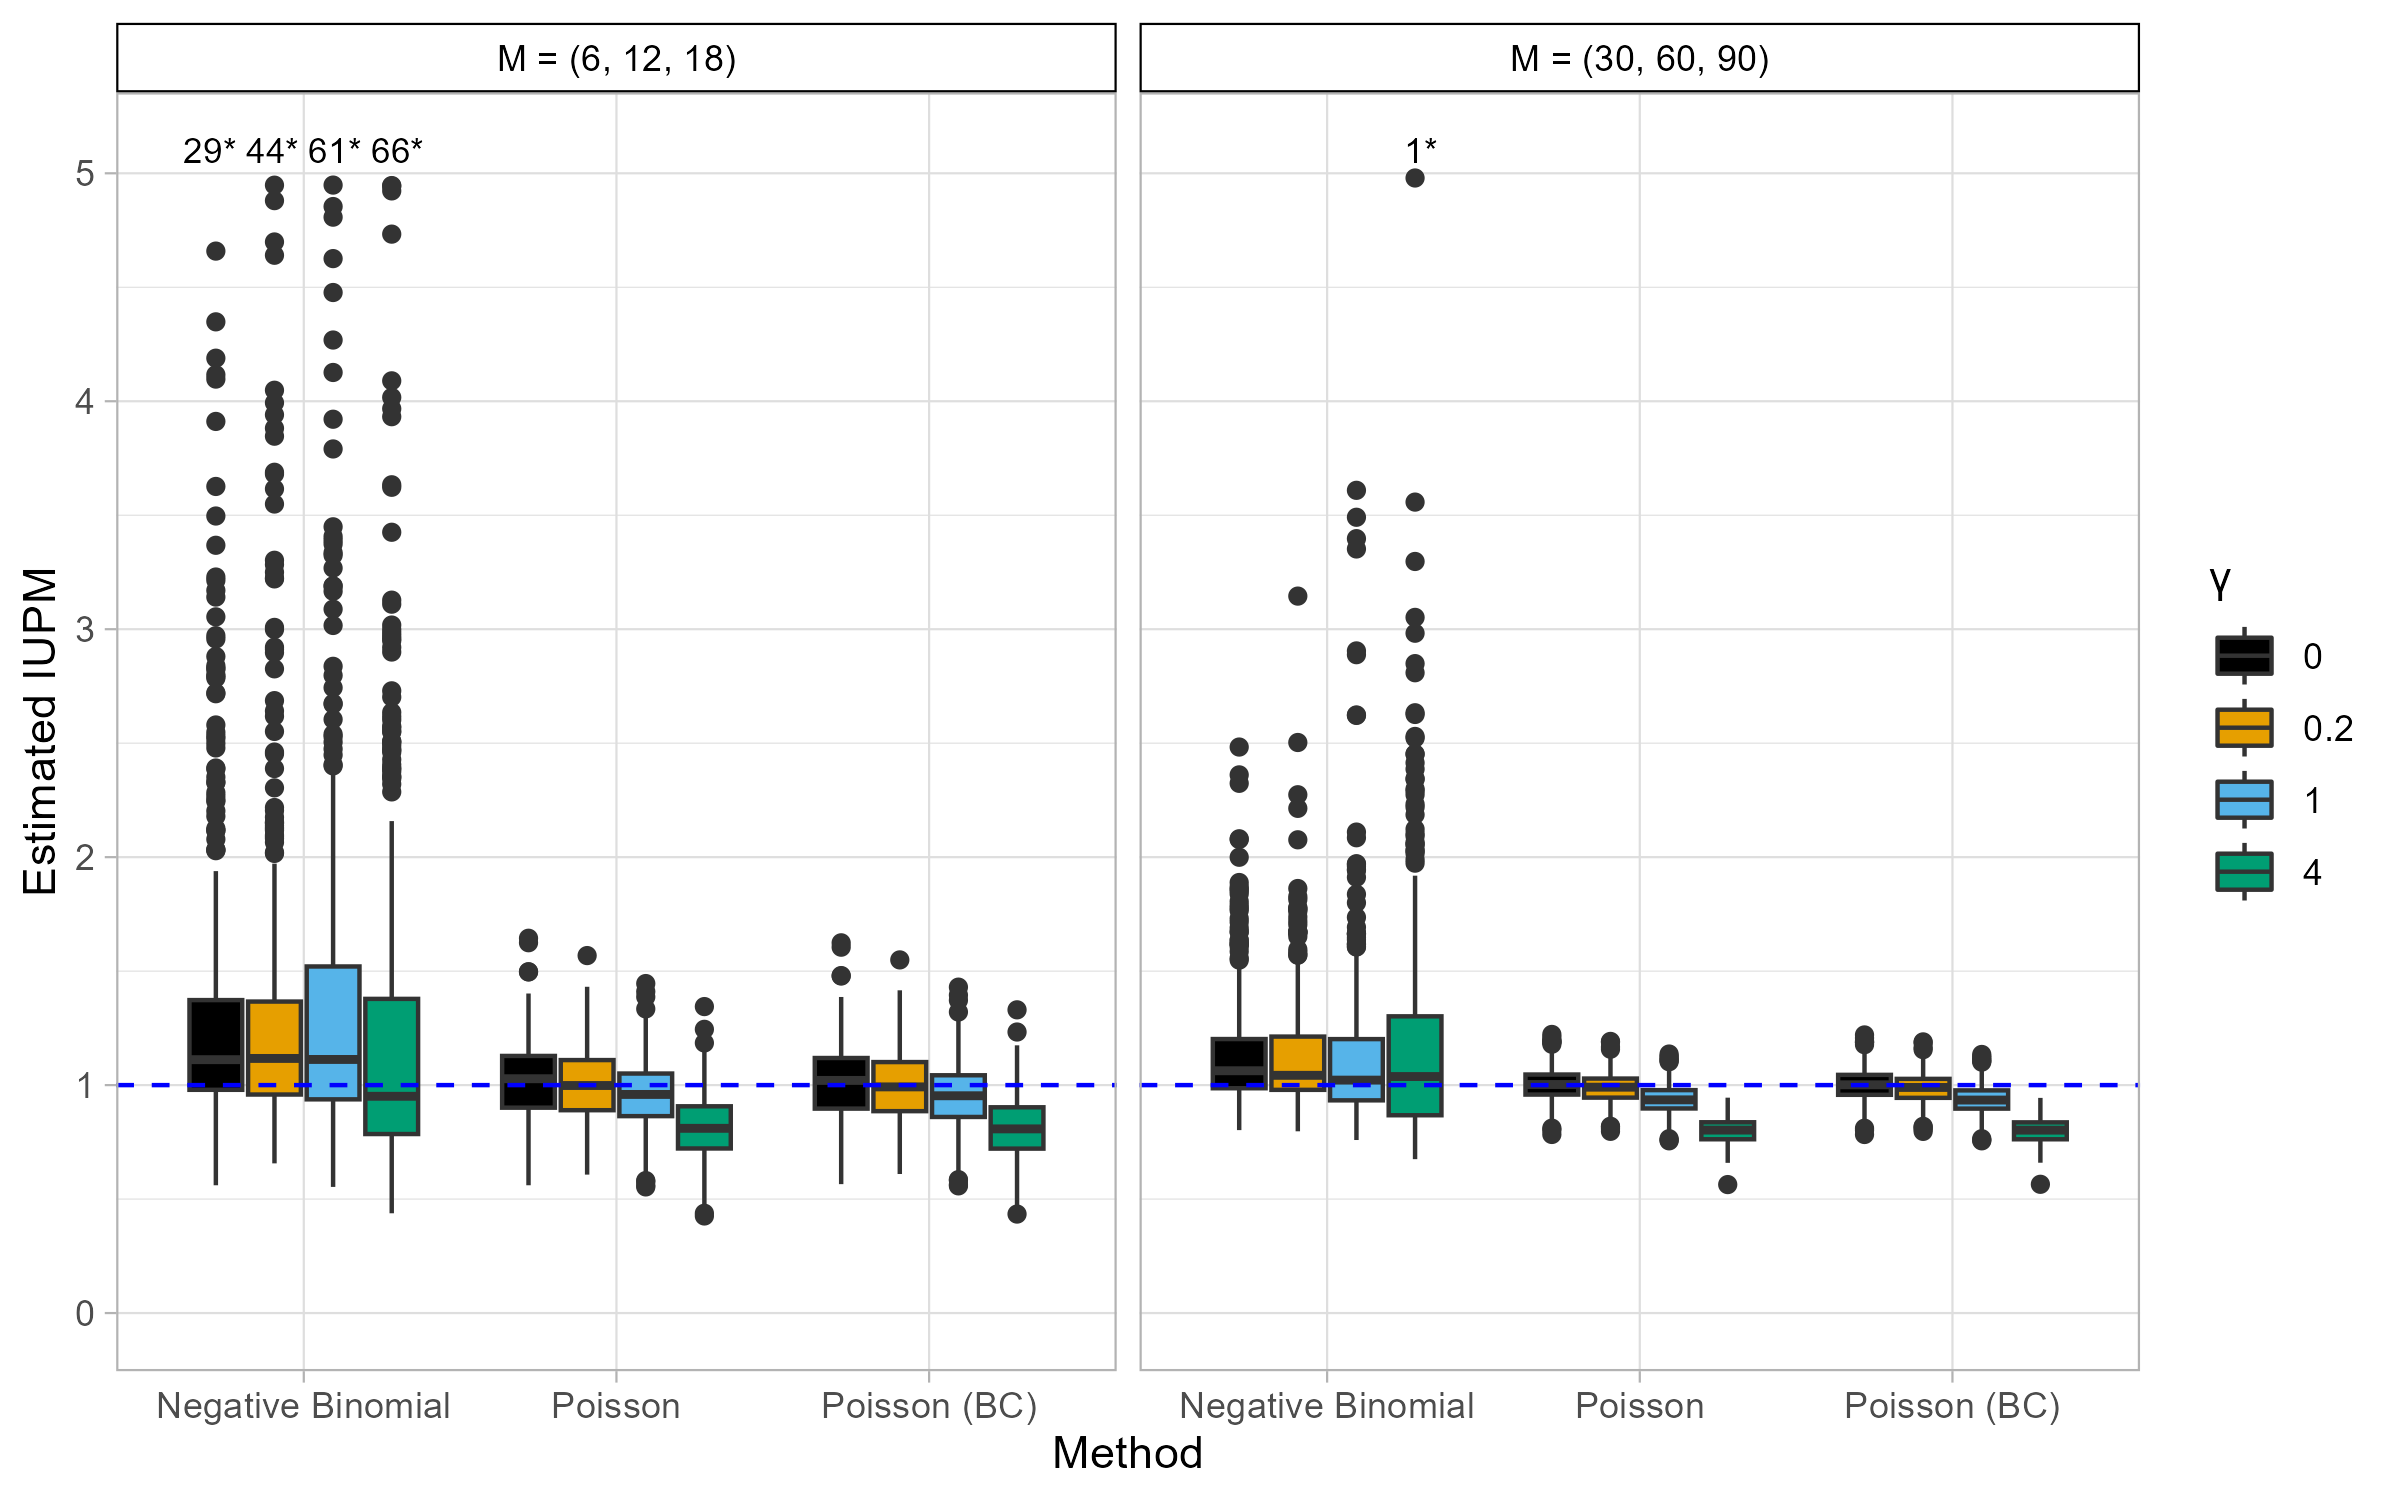 M = (6, 12, 18)
M = (30, 60, 90)
29* 44* 61* 66*
1*
5
4
3
2
1
0
Estimated IUPM
Negative Binomial
Poisson
Poisson (BC)
Negative Binomial
Poisson
Poisson (BC)
Method
γ
0
0.2
1
4